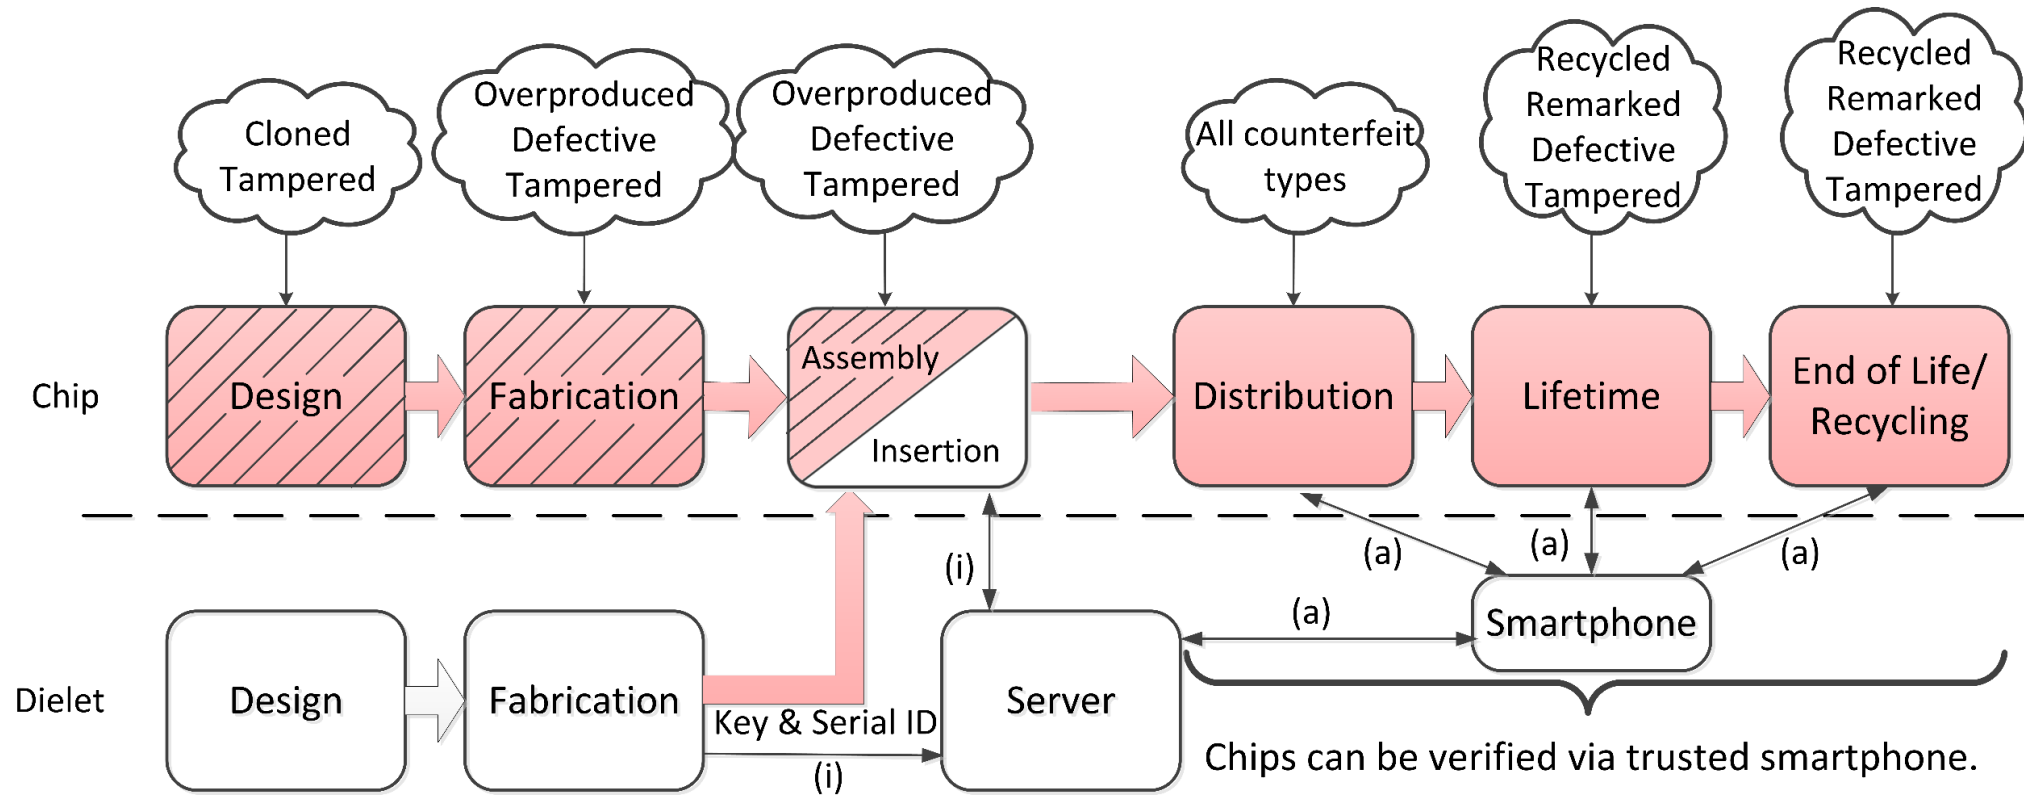 Cloned
Tampered
Overproduced
Defective
Tampered
Overproduced
Defective
Tampered
All counterfeit
types
Recycled
Remarked
Defective
Tampered
Recycled
Remarked
Defective
Tampered
Chip
Design
Fabrication
Assembly
Insertion
Distribution
Lifetime
End of Life/
Recycling
(i)
(a)
(a)
(a)
(a)
Smartphone
Dielet
Design
Fabrication
Key & Serial ID
(i)
Server
Chips can be verified via trusted smartphone.